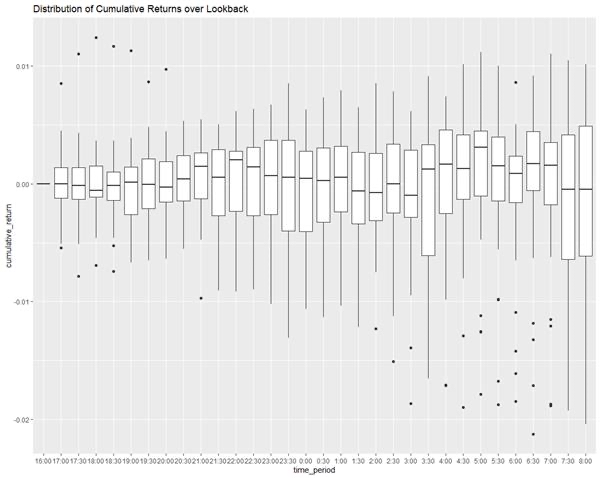 Distribution of Cumulative Returns over Lookback
cumulative_return
0.01
0.00
-0.01
-0.02
16:00 17:00 17:30 18:00 18:30 19:00 19:30 20:00 20:30 21:00 21:30 22:00 22:30 23:00 23:30 0:00 0:30 1:00 1:30 2:00 2:30 3:00 3:30 4:00 4:30 5:00 5:30 6:00 6:30 7:00 7:30 8:00
time_period